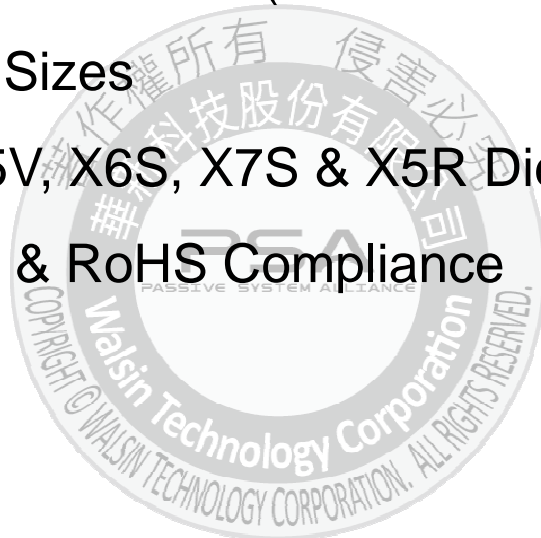 Sizes
5V, X6S, X7S & X5R Di
& RoHS Compliance
著作權所有 侵害必究
華新科技股份有限公司
PSA
PASSIVE SYSTEM ALLIANCE
Walsin Technology Corporation
COPYRIGHT © WALSIN TECHNOLOGY CORPORATION. ALL RIGHTS RESERVED.